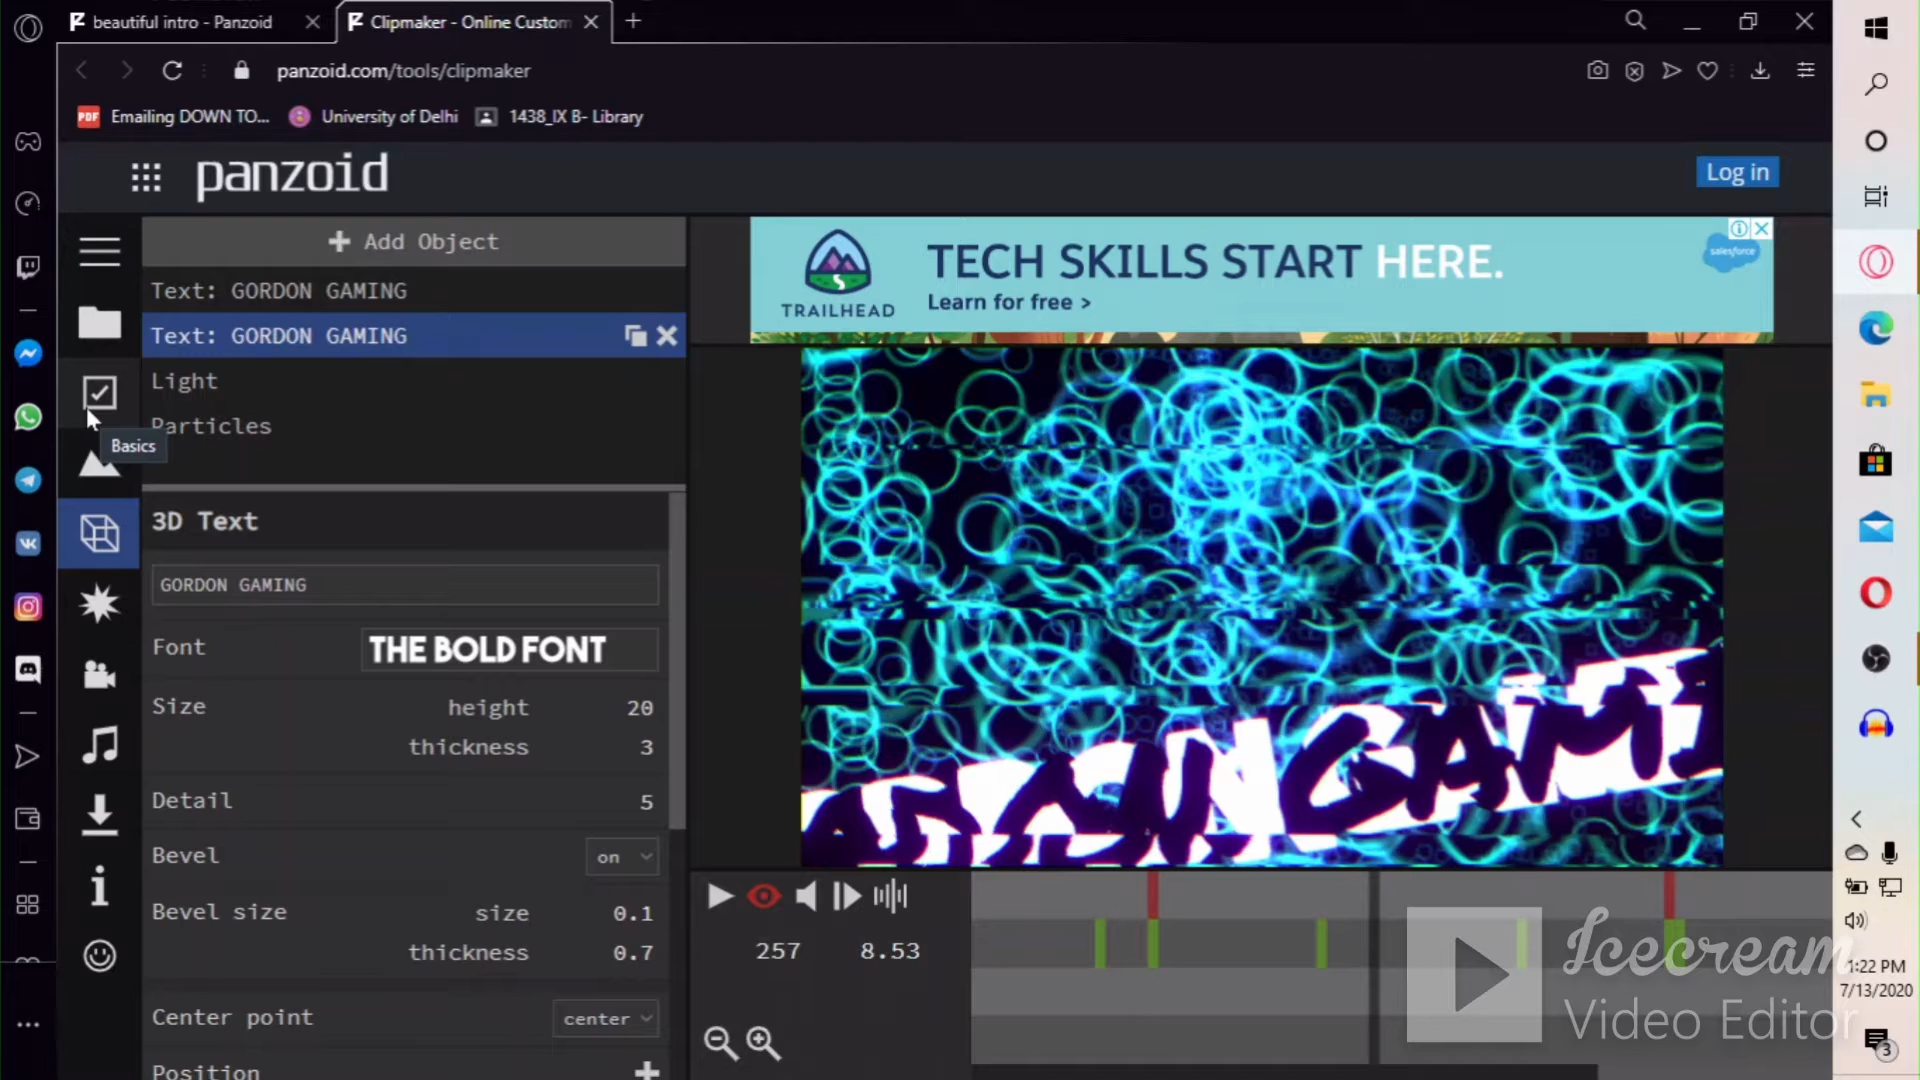 beautiful intro - Panzoid
Clipmaker - Online Custom
panzoid.com/tools/clipmaker
PDF
Emailing DOWN TO...
University of Delhi
1438_IX B- Library
panzoid
Log in
Add Object
Text: GORDON GAMING
Text: GORDON GAMING
Light
Particles
Basics
3D Text
GORDON GAMING
Font
THE BOLD FONT
Size
height
20
thickness
3
Detail
5
Bevel
on
Bevel size
size
0.1
thickness
0.7
Center point
center
Position
TRAILHEAD
TECH SKILLS START HERE.
Learn for free >
salesforce
257
8.53
Icecream
Video Editor
1:22 PM
7/13/2020
3